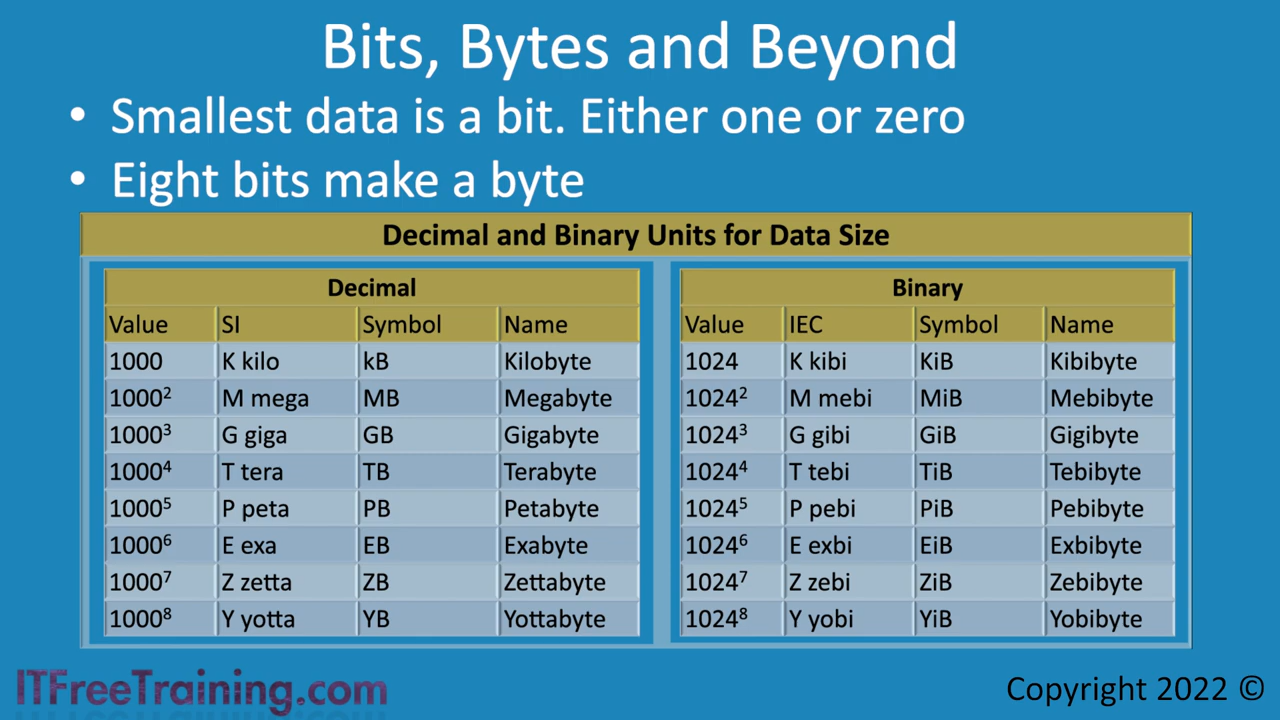 Bits, Bytes and Beyond
• Smallest data is a bit. Either one or zero
• Eight bits make a byte
Decimal and Binary Units for Data Size
Decimal
Value SI Symbol Name
1000 K kilo kB Kilobyte
1000² M mega MB Megabyte
1000³ G giga GB Gigabyte
1000⁴ T tera TB Terabyte
1000⁵ P peta PB Petabyte
1000⁶ E exa EB Exabyte
1000⁷ Z zetta ZB Zettabyte
1000⁸ Y yotta YB Yottabyte
Binary
Value IEC Symbol Name
1024 K kibi KiB Kibibyte
1024² M mebi MiB Mebibyte
1024³ G gibi GiB Gigibyte
1024⁴ T tebi TiB Tebibyte
1024⁵ P pebi PiB Pebibyte
1024⁶ E exbi EiB Exbibyte
1024⁷ Z zebi ZiB Zebibyte
1024⁸ Y yobi YiB Yobibyte
ITFreeTraining.com
Copyright 2022 ©